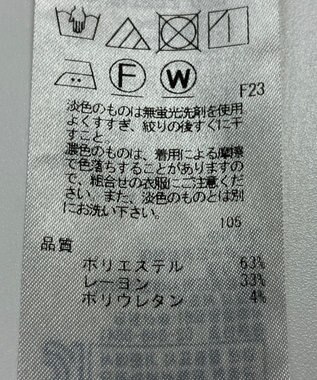 F W
F23
淡色のものは無蛍光洗剤を使用
よくすすぎ、絞りの後すぐに干
すこと
濃色のものは、着用による摩擦
で色落ちすることがありますの
で、組合せの衣服にご注意くだ
さい。また、淡色のものとは別
にお洗い下さい。
105
品質
ポリエステル 63%
レーヨン 33%
ポリウレタン 4%